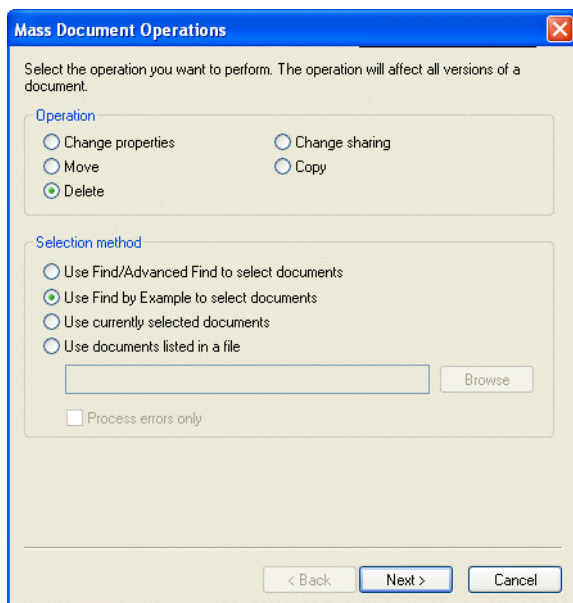 Mass Document Operations
Select the operation you want to perform. The operation will affect all versions of a
document.
Operation
Change properties
Change sharing
Move
Copy
Delete
Selection method
Use Find/Advanced Find to select documents
Use Find by Example to select documents
Use currently selected documents
Use documents listed in a file
Browse
Process errors only
< Back
Next >
Cancel